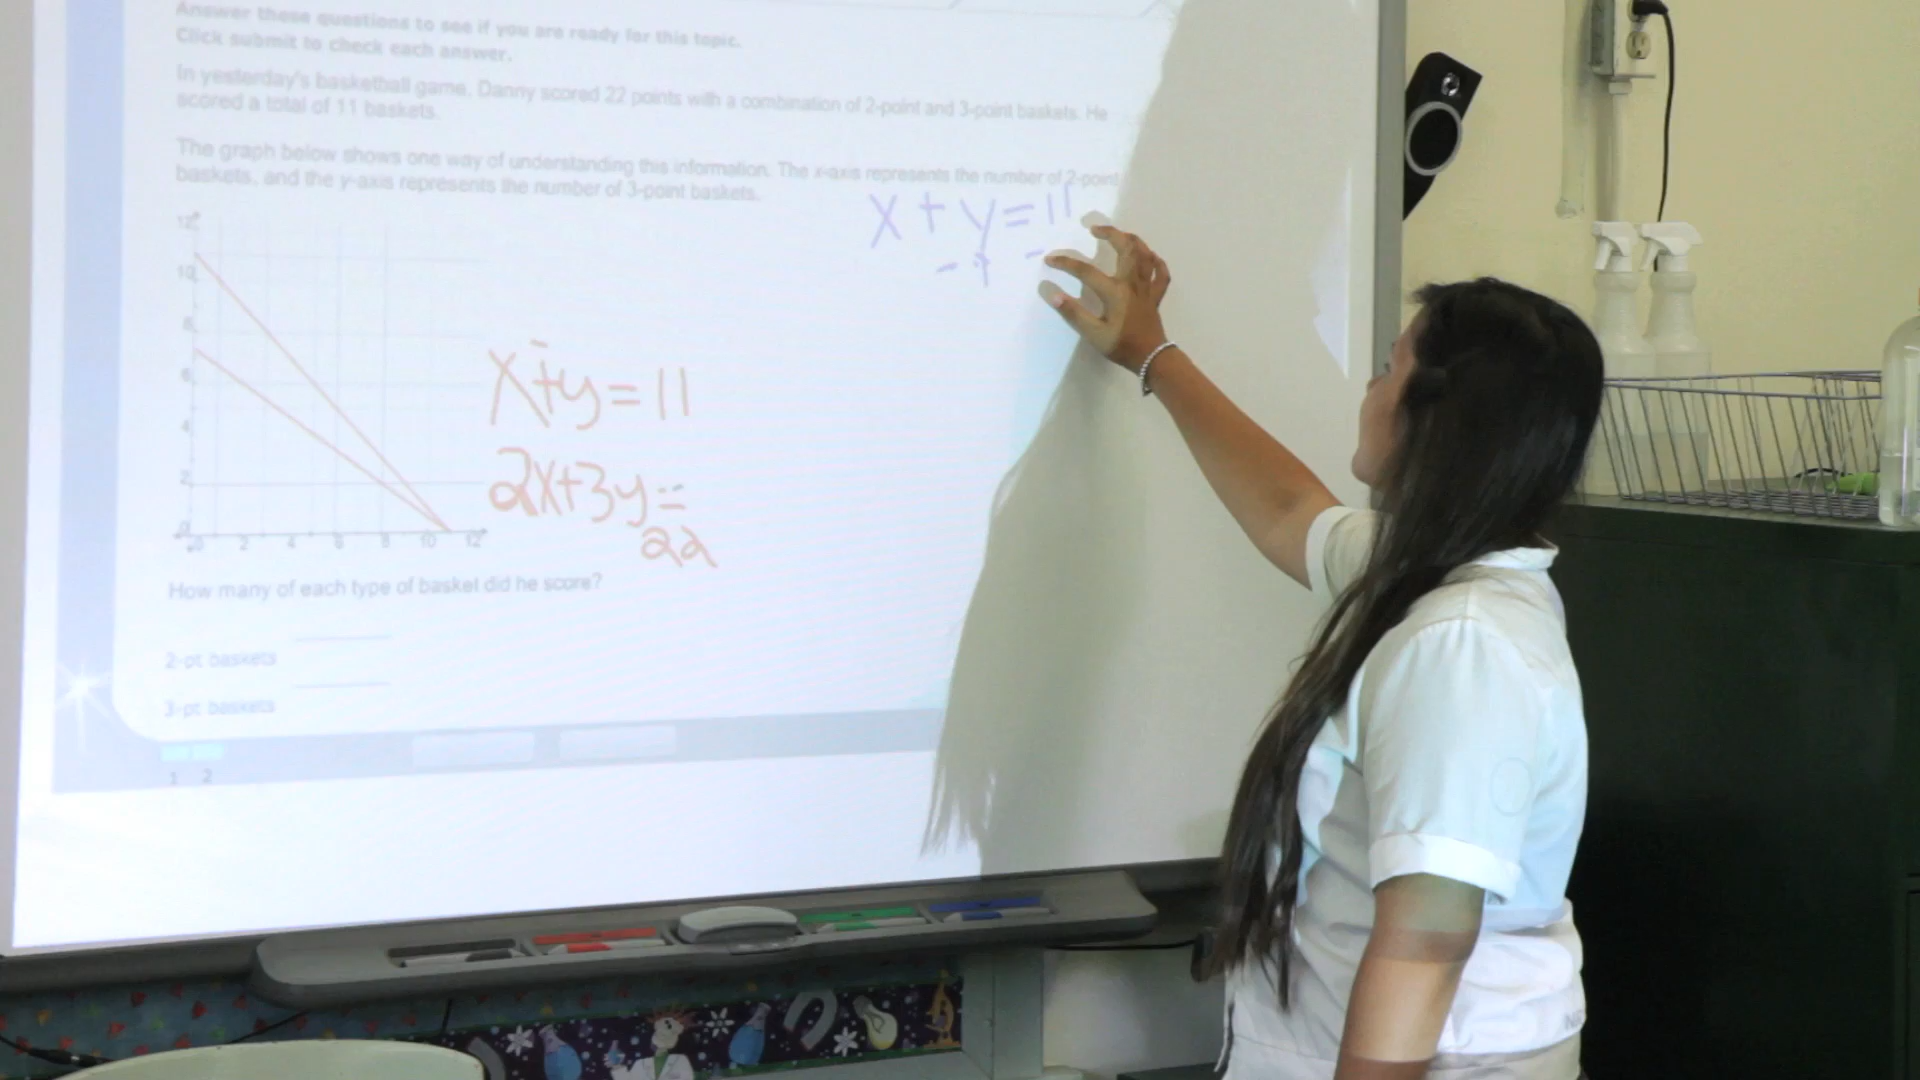 Answer these questions to see if you are ready for this topic.
Click submit to check each answer.
In yesterday's basketball game, Danny scored 22 points with a combination of 2-point and 3-point baskets. He
scored a total of 11 baskets.
The graph below shows one way of understanding this information. The x-axis represents the number of 2-point
baskets, and the y-axis represents the number of 3-point baskets.
x + y = 11
- y -
12
10
8
6
4
2
0
0 2 4 6 8 10 12
x + y = 11
2x + 3y =
22
How many of each type of basket did he score?
2-pt baskets
3-pt baskets
1 2